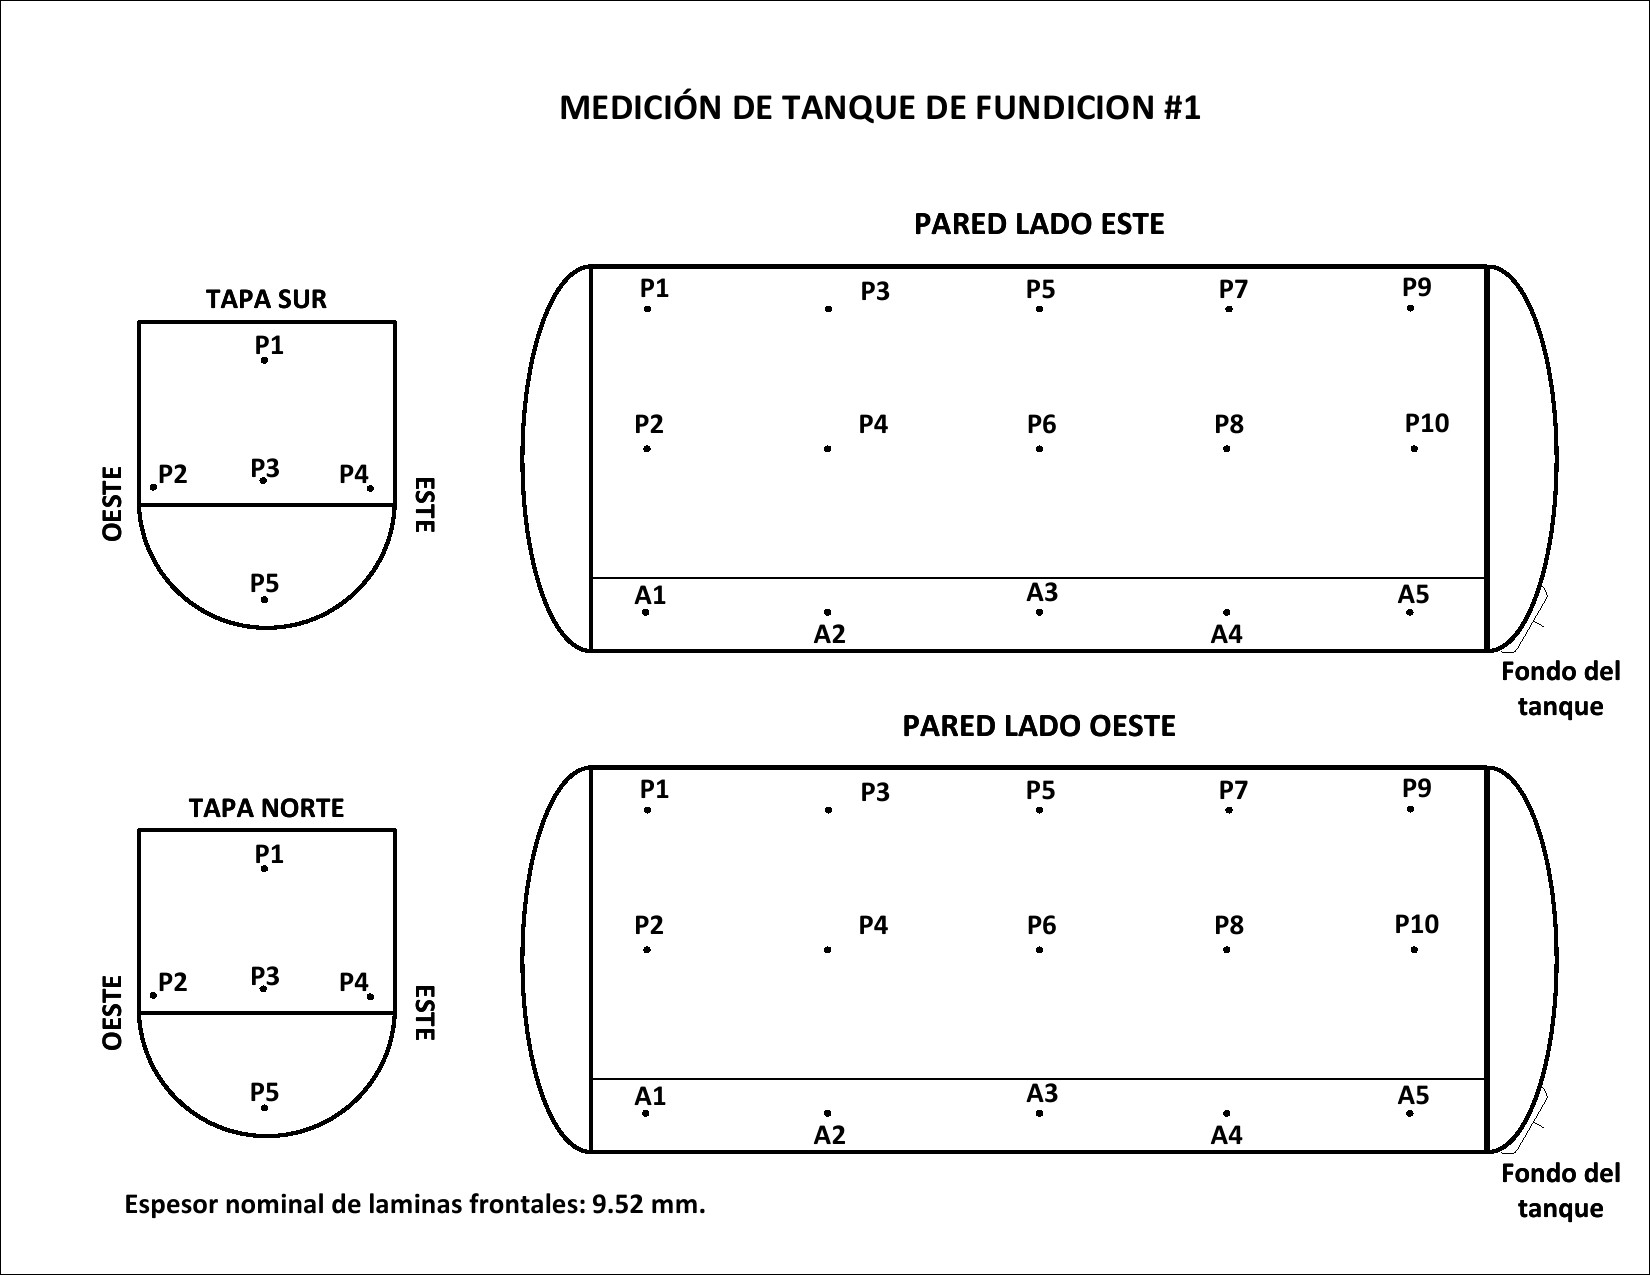 MEDICIÓN DE TANQUE DE FUNDICION #1
PARED LADO ESTE
TAPA SUR
P1
P2
P3
P4
P5
OESTE
ESTE
P1
P3
P5
P7
P9
P2
P4
P6
P8
P10
A1
A2
A3
A4
A5
Fondo del
tanque
PARED LADO OESTE
TAPA NORTE
P1
P2
P3
P4
P5
OESTE
ESTE
P1
P3
P5
P7
P9
P2
P4
P6
P8
P10
A1
A2
A3
A4
A5
Fondo del
tanque
Espesor nominal de laminas frontales: 9.52 mm.